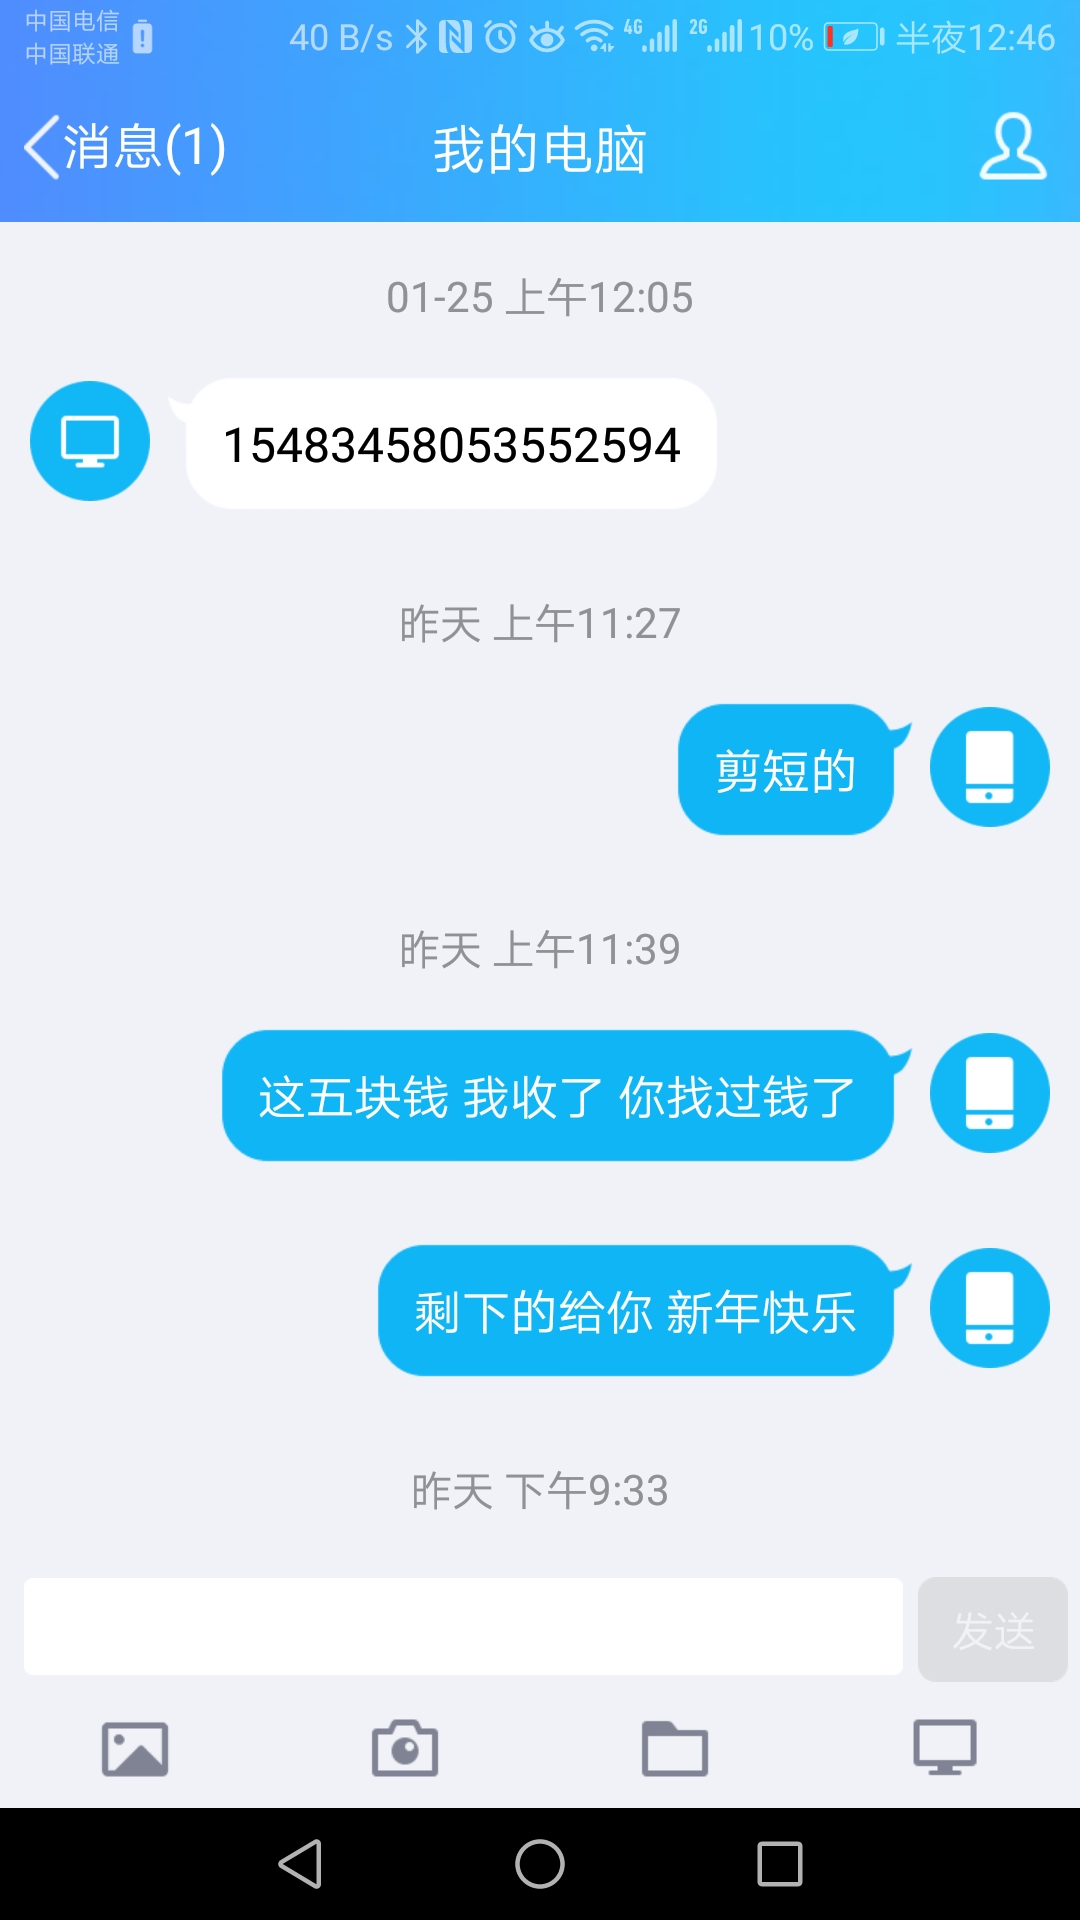 中国电信
中国联通
40 B/s 4G 2G 10% 半夜12:46
消息(1) 我的电脑
01-25 上午12:05
15483458053552594
昨天 上午11:27
剪短的
昨天 上午11:39
这五块钱 我收了 你找过钱了
剩下的给你 新年快乐
昨天 下午9:33
发送